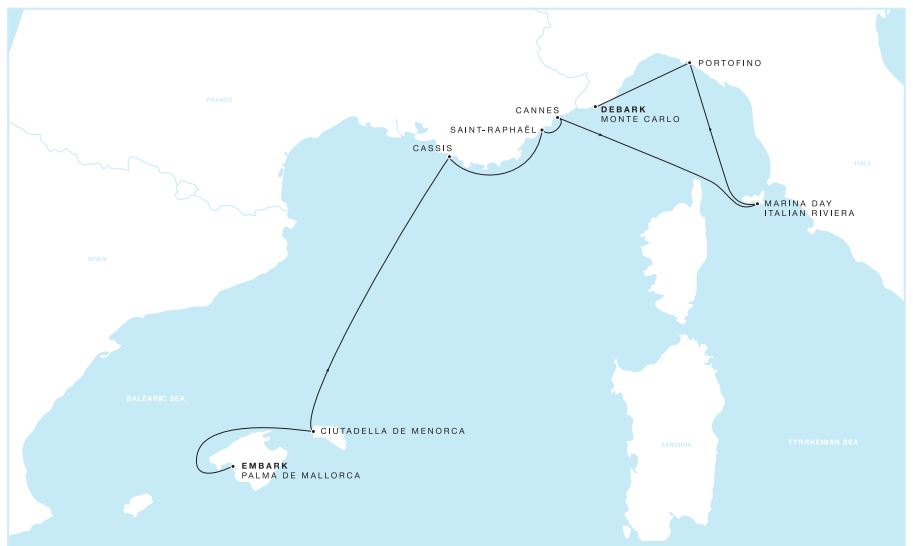 PORTOFINO
FRANCE
CANNES
DEBARK
MONTE CARLO
SAINT-RAPHAËL
CASSIS
ITALY
MARINA DAY
ITALIAN RIVIERA
SPAIN
BALEARIC SEA
CIUTADELLA DE MENORCA
SARDINIA
TYRRHENIAN SEA
EMBARK
PALMA DE MALLORCA